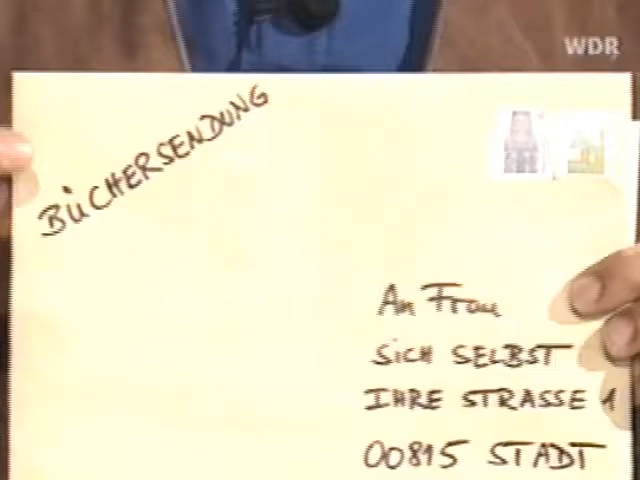 WDR
BÜCHERSENDUNG
An Frau
SiCH SELBST
IHRE STRASSE 1
00815 STADT